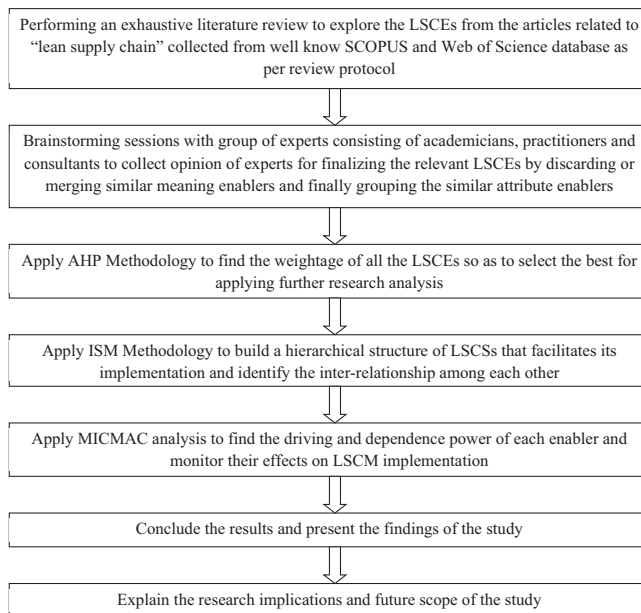 Performing an exhaustive literature review to explore the LSCEs from the articles related to
“lean supply chain” collected from well know SCOPUS and Web of Science database as
per review protocol
Brainstorming sessions with group of experts consisting of academicians, practitioners and
consultants to collect opinion of experts for finalizing the relevant LSCEs by discarding or
merging similar meaning enablers and finally grouping the similar attribute enablers
Apply AHP Methodology to find the weightage of all the LSCEs so as to select the best for
applying further research analysis
Apply ISM Methodology to build a hierarchical structure of LSCSs that facilitates its
implementation and identify the inter-relationship among each other
Apply MICMAC analysis to find the driving and dependence power of each enabler and
monitor their effects on LSCM implementation
Conclude the results and present the findings of the study
Explain the research implications and future scope of the study